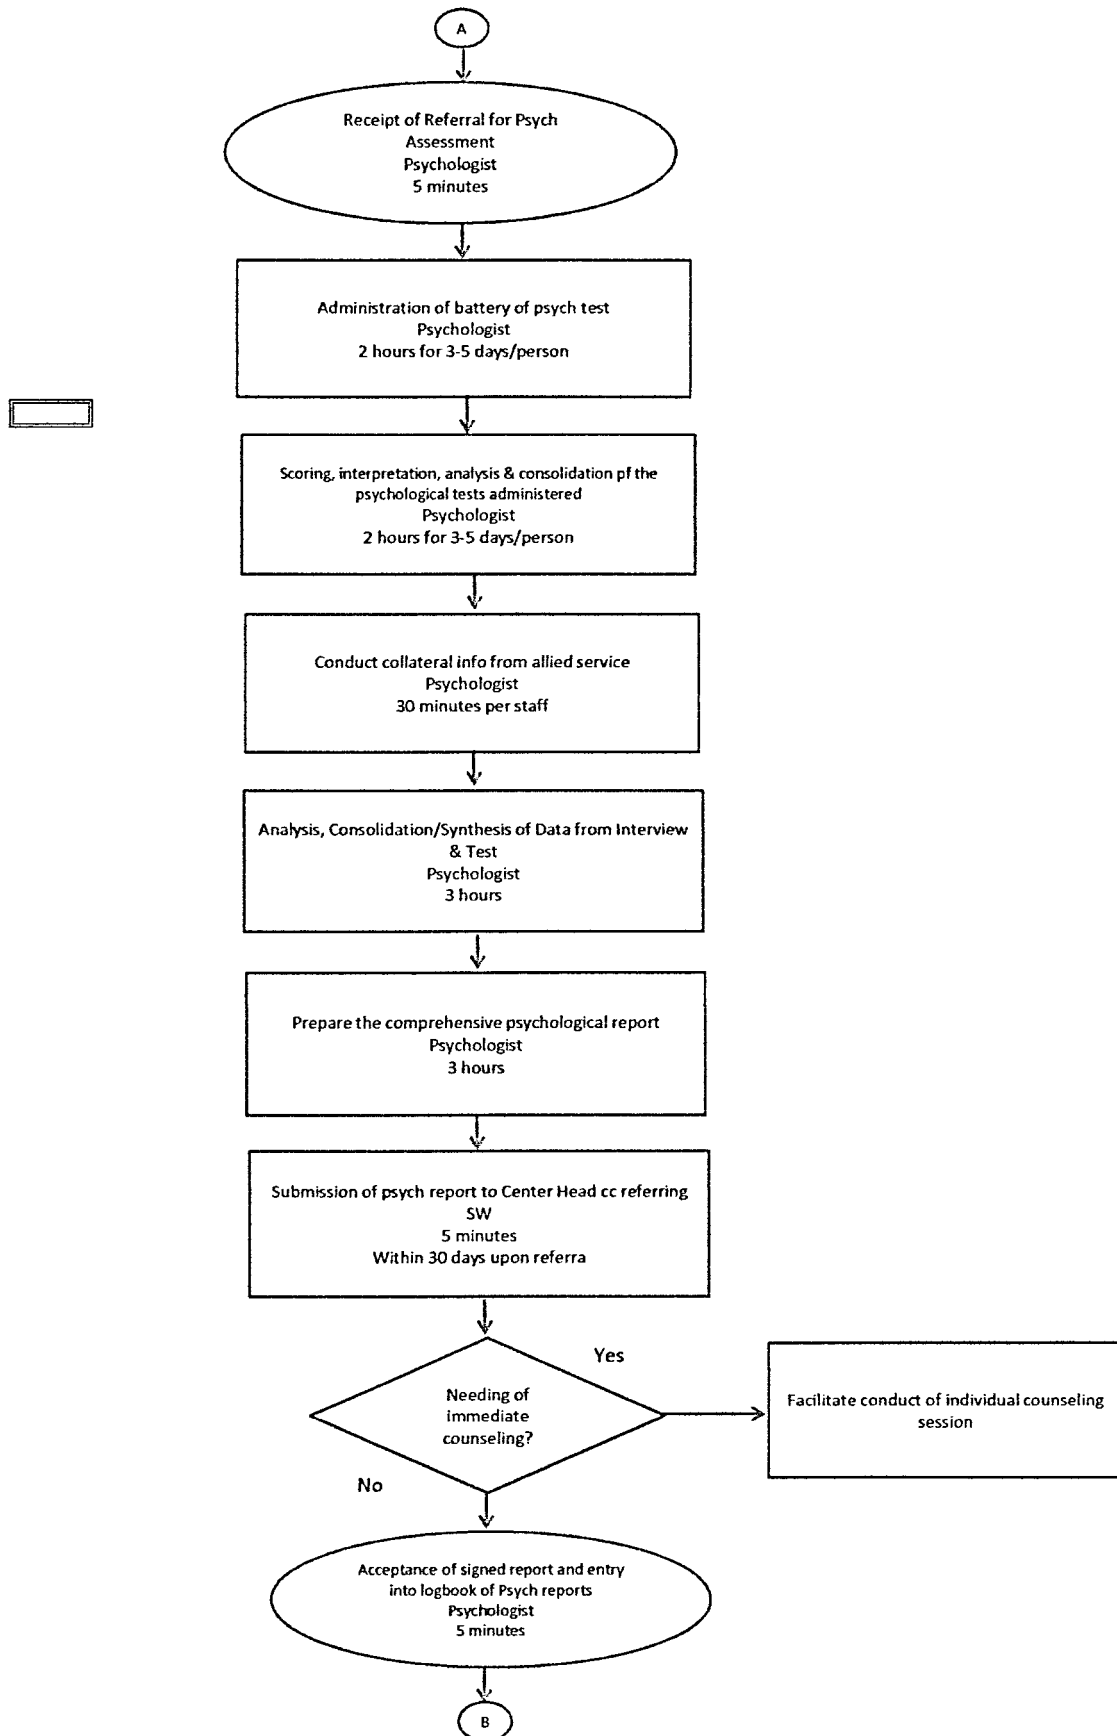 A
Receipt of Referral for Psych
Assessment
Psychologist
5 minutes
Administration of battery of psych test
Psychologist
2 hours for 3-5 days/person
Scoring, interpretation, analysis & consolidation pf the
psychological tests administered
Psychologist
2 hours for 3-5 days/person
Conduct collateral info from allied service
Psychologist
30 minutes per staff
Analysis, Consolidation/Synthesis of Data from Interview
& Test
Psychologist
3 hours
Prepare the comprehensive psychological report
Psychologist
3 hours
Submission of psych report to Center Head cc referring
SW
5 minutes
Within 30 days upon referra
Yes
Needing of
immediate
counseling?
Facilitate conduct of individual counseling
session
No
Acceptance of signed report and entry
into logbook of Psych reports
Psychologist
5 minutes
B